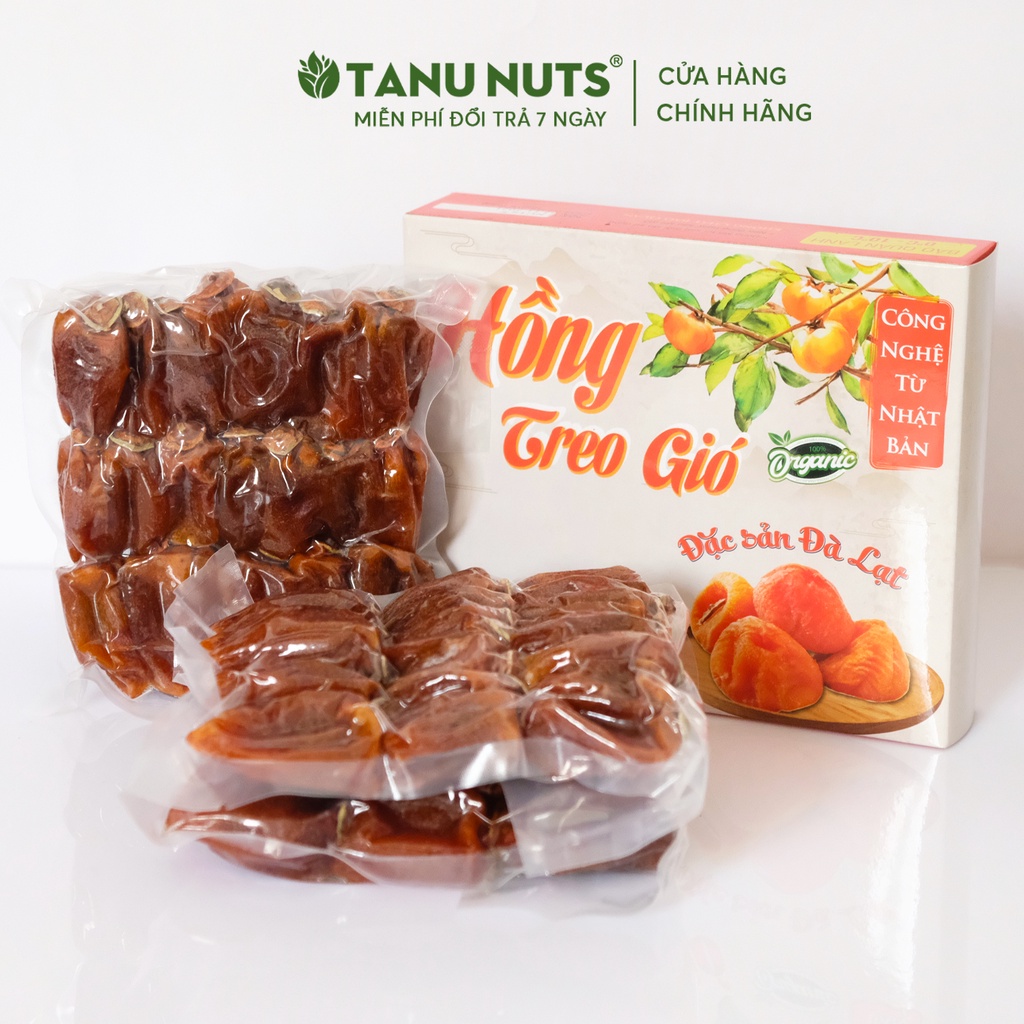 TANU NUTS®
MIỄN PHÍ ĐỔI TRẢ 7 NGÀY
CỬA HÀNG
CHÍNH HÃNG
Hồng
Treo Gió
100%
Organic
CÔNG
NGHỆ
TỪ
NHẬT
BẢN
Đặc sản Đà Lạt